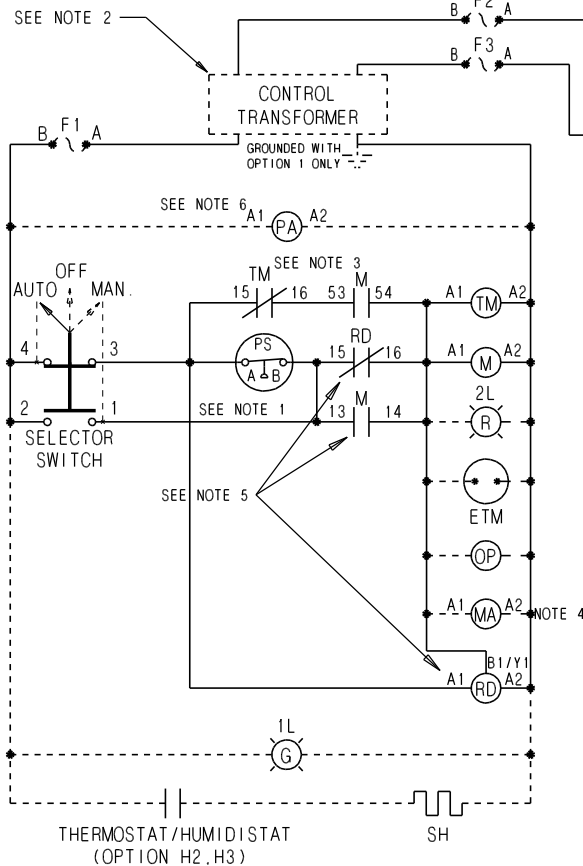 B F2 A
SEE NOTE 2
B F3 A
CONTROL
TRANSFORMER
B F1 A
GROUNDED WITH
OPTION 1 ONLY
SEE NOTE 6
A1 PA A2
SEE NOTE 3
OFF
AUTO MAN.
TM M
15 16 53 54 A1 TM A2
PS RD
4 3 A B 15 16 A1 M A2
2L
2 1 SEE NOTE 1 M 13 14 R
SELECTOR
SWITCH
SEE NOTE 5
ETM
OP
A1 MA A2 NOTE 4
B1/Y1
A1 RD A2
1L
G
THERMOSTAT/HUMIDISTAT
(OPTION H2,H3)
SH